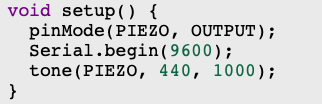 void setup() {
  pinMode(PIEZO, OUTPUT);
  Serial.begin(9600);
  tone(PIEZO, 440, 1000);
}